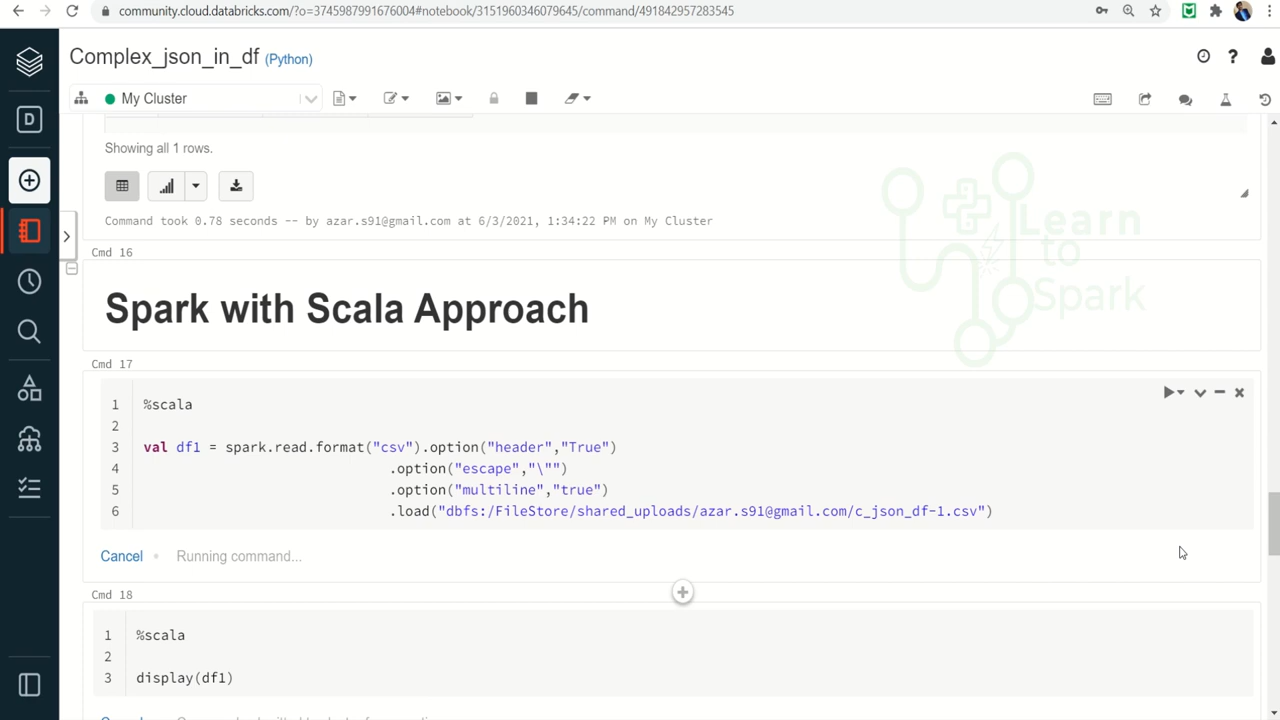 community.cloud.databricks.com/?o=3745987991676004#notebook/3151960346079645/command/491842957283545
Complex_json_in_df (Python)
D
My Cluster
Showing all 1 rows.
Command took 0.78 seconds -- by azar.s91@gmail.com at 6/3/2021, 1:34:22 PM on My Cluster
Learn
to
Spark
Cmd 16
Spark with Scala Approach
Cmd 17
1 %scala
2
3 val df1 = spark.read.format("csv").option("header","True")
4 .option("escape","\"")
5 .option("multiline","true")
6 .load("dbfs:/FileStore/shared_uploads/azar.s91@gmail.com/c_json_df-1.csv")
Cancel • Running command...
Cmd 18
1 %scala
2
3 display(df1)